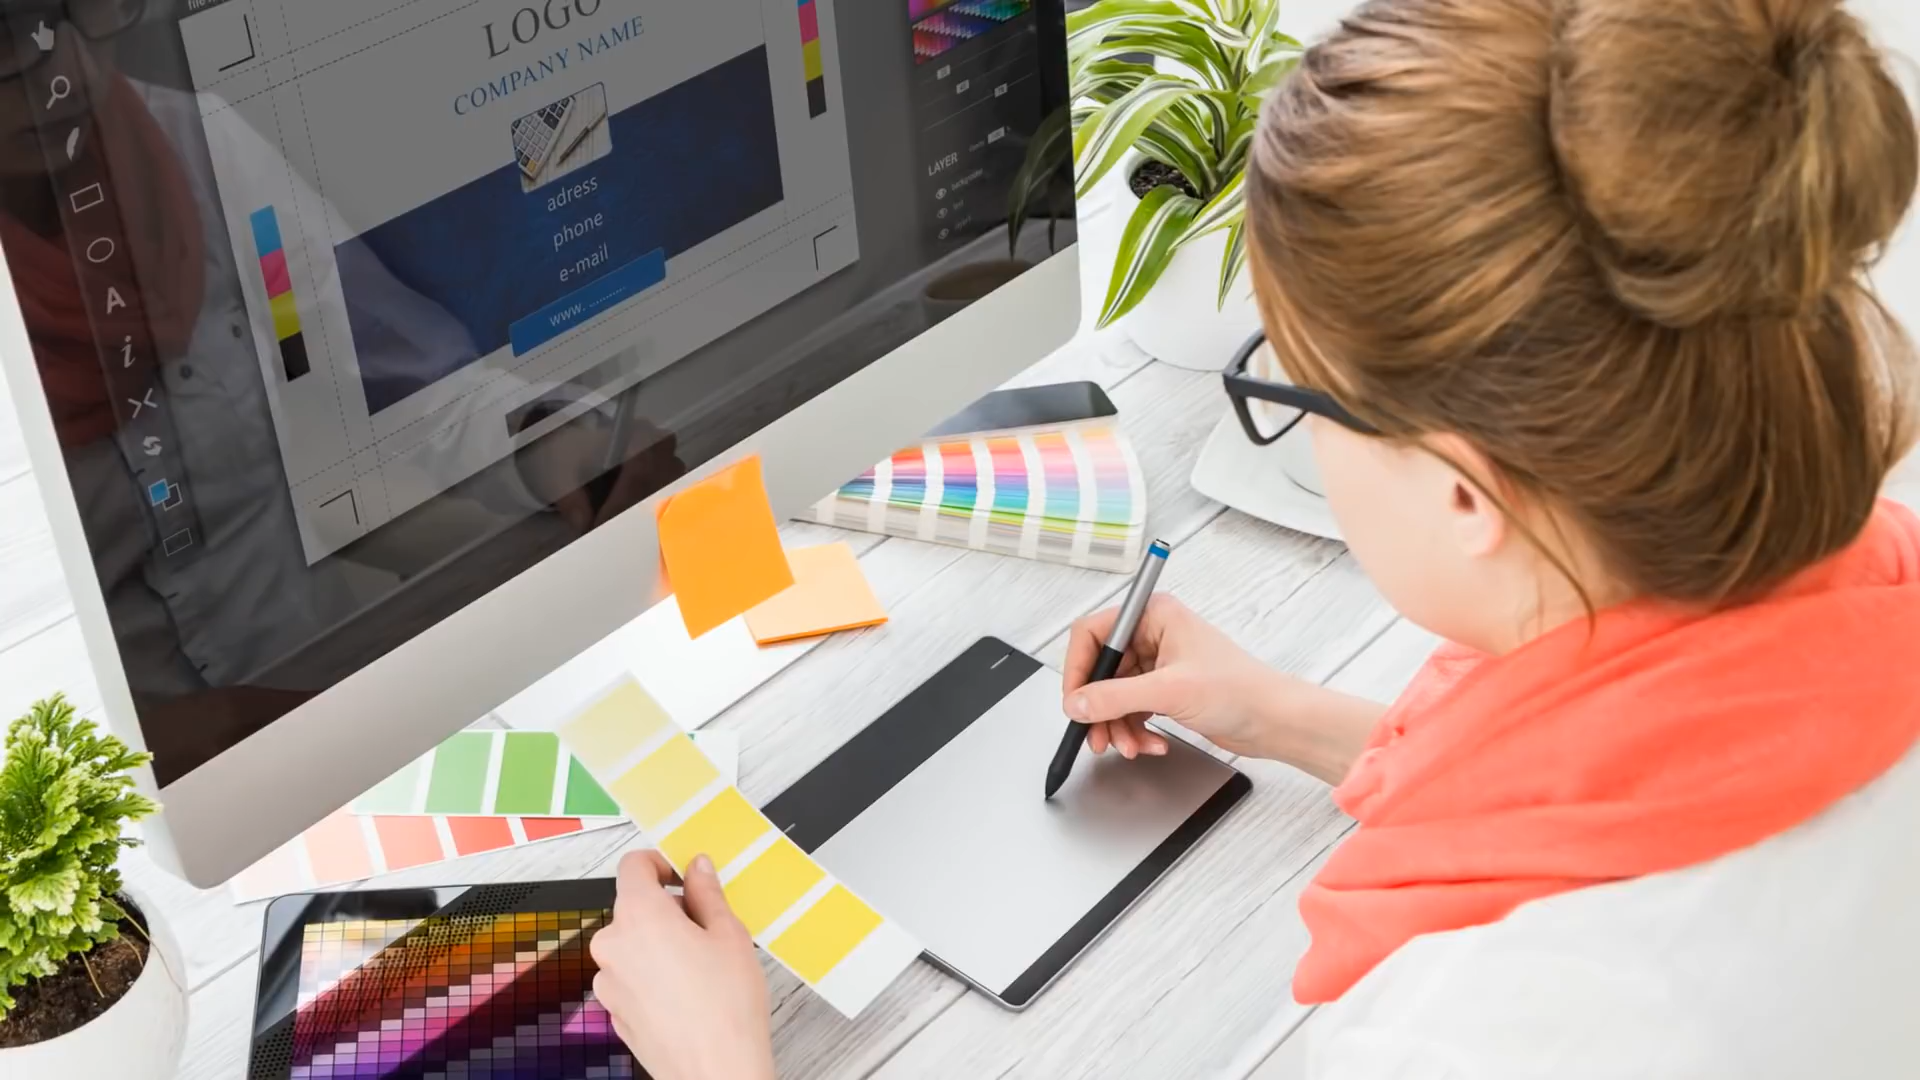 LOGO
COMPANY NAME
adress
phone
e-mail
www. ............
A
i
LAYER